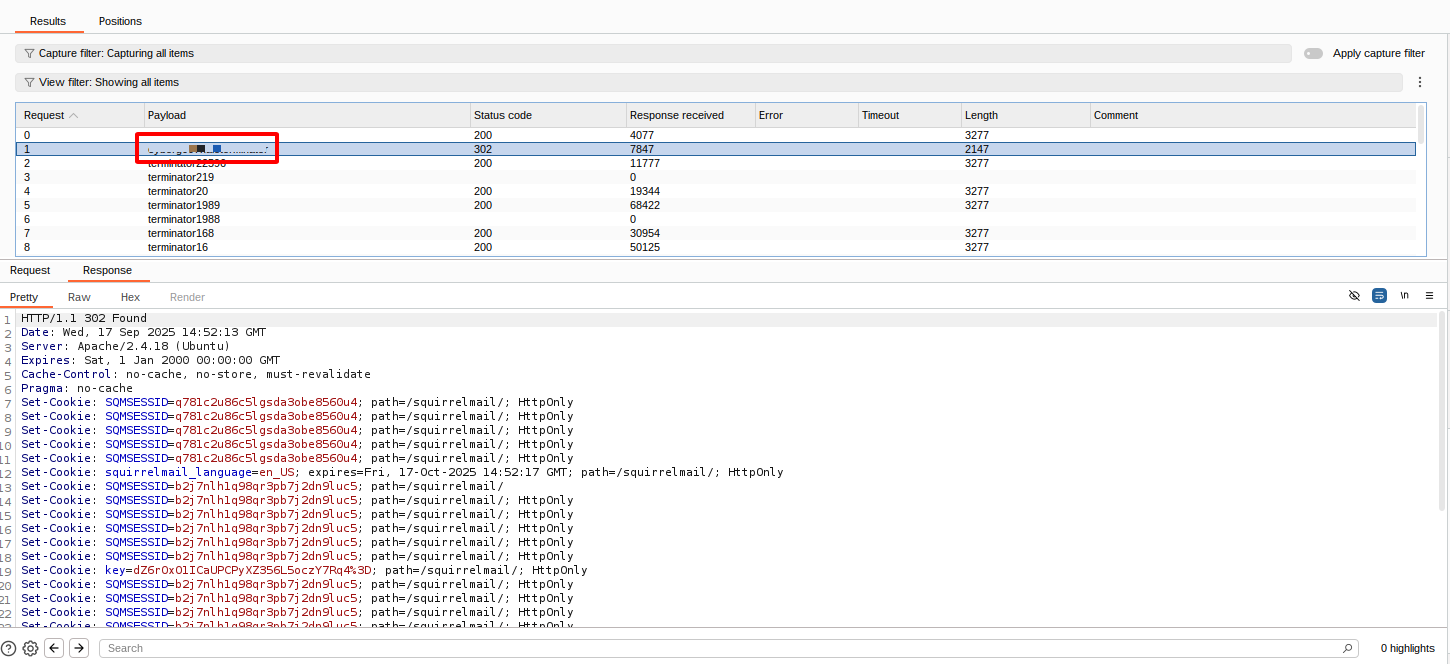 Results Positions
Capture filter: Capturing all items Apply capture filter
View filter: Showing all items
Request Payload Status code Response received Error Timeout Length Comment
0 200 4077 3277
1 302 7847 2147
2 terminator22596 200 11777 3277
3 terminator219 0
4 terminator20 200 19344 3277
5 terminator1989 200 68422 3277
6 terminator1988 0
7 terminator168 200 30954 3277
8 terminator16 200 50125 3277
Request Response
Pretty Raw Hex Render \n
1 HTTP/1.1 302 Found
2 Date: Wed, 17 Sep 2025 14:52:13 GMT
3 Server: Apache/2.4.18 (Ubuntu)
4 Expires: Sat, 1 Jan 2000 00:00:00 GMT
5 Cache-Control: no-cache, no-store, must-revalidate
6 Pragma: no-cache
7 Set-Cookie: SQMSESSID=q781c2u86c5lgsda3obe8560u4; path=/squirrelmail/; HttpOnly
8 Set-Cookie: SQMSESSID=q781c2u86c5lgsda3obe8560u4; path=/squirrelmail/; HttpOnly
9 Set-Cookie: SQMSESSID=q781c2u86c5lgsda3obe8560u4; path=/squirrelmail/; HttpOnly
10 Set-Cookie: SQMSESSID=q781c2u86c5lgsda3obe8560u4; path=/squirrelmail/; HttpOnly
11 Set-Cookie: SQMSESSID=q781c2u86c5lgsda3obe8560u4; path=/squirrelmail/; HttpOnly
12 Set-Cookie: squirrelmail_language=en_US; expires=Fri, 17-Oct-2025 14:52:17 GMT; path=/squirrelmail/; HttpOnly
13 Set-Cookie: SQMSESSID=b2j7nlh1q98qr3pb7j2dn9luc5; path=/squirrelmail/
14 Set-Cookie: SQMSESSID=b2j7nlh1q98qr3pb7j2dn9luc5; path=/squirrelmail/; HttpOnly
15 Set-Cookie: SQMSESSID=b2j7nlh1q98qr3pb7j2dn9luc5; path=/squirrelmail/; HttpOnly
16 Set-Cookie: SQMSESSID=b2j7nlh1q98qr3pb7j2dn9luc5; path=/squirrelmail/; HttpOnly
17 Set-Cookie: SQMSESSID=b2j7nlh1q98qr3pb7j2dn9luc5; path=/squirrelmail/; HttpOnly
18 Set-Cookie: SQMSESSID=b2j7nlh1q98qr3pb7j2dn9luc5; path=/squirrelmail/; HttpOnly
19 Set-Cookie: key=dZ6rOxO1ICaUPCPyXZ356L5oczY7Rq4%3D; path=/squirrelmail/; HttpOnly
20 Set-Cookie: SQMSESSID=b2j7nlh1q98qr3pb7j2dn9luc5; path=/squirrelmail/; HttpOnly
21 Set-Cookie: SQMSESSID=b2j7nlh1q98qr3pb7j2dn9luc5; path=/squirrelmail/; HttpOnly
22 Set-Cookie: SQMSESSID=b2j7nlh1q98qr3pb7j2dn9luc5; path=/squirrelmail/; HttpOnly
Set-Cookie: SQMSESSID=b2j7nlh1q98qr3pb7j2dn9luc5; path=/squirrelmail/; HttpOnly
Search 0 highlights